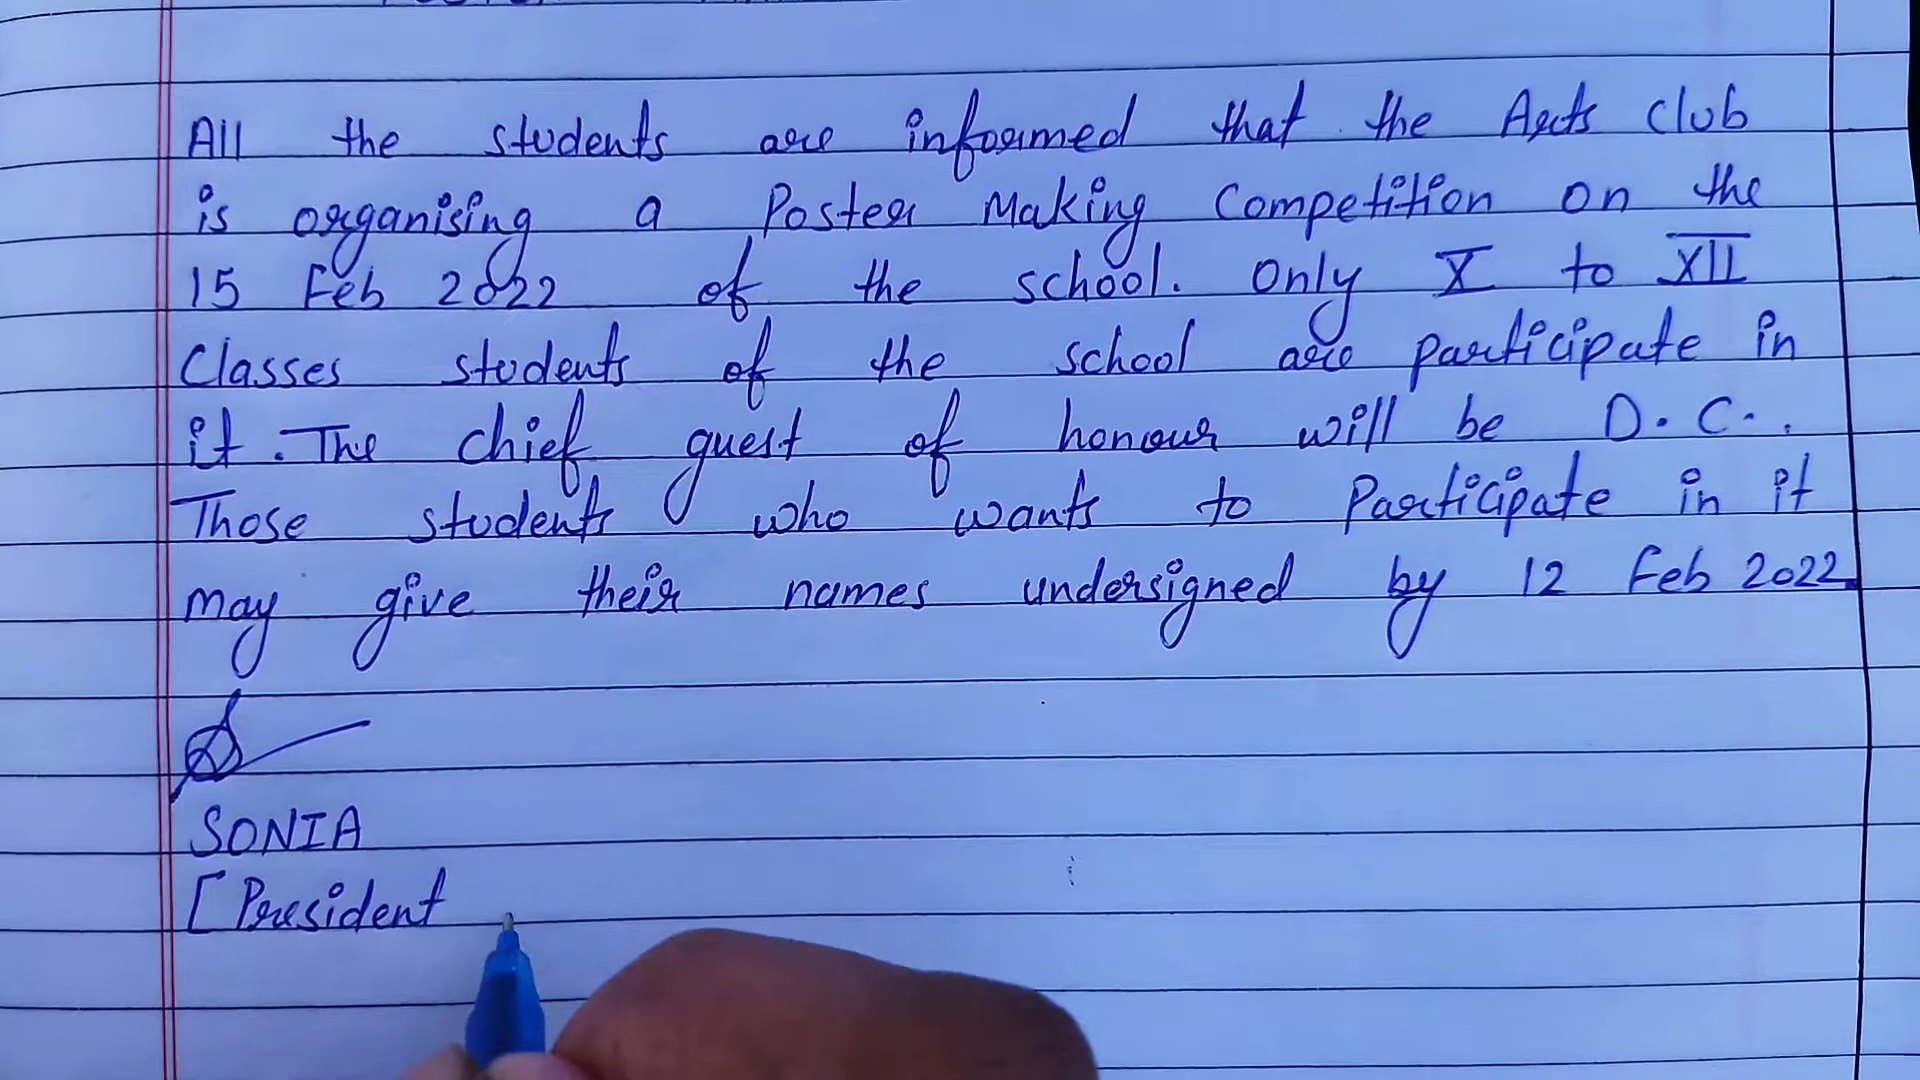 All the students are informed that the Arts club
is organising a Poster Making Competition on the
15 Feb 2022 of the school. Only X to XII
Classes students of the school are participate in
it. The chief guest of honour will be D.C..
Those students who wants to Participate in it
may give their names undersigned by 12 Feb 2022.
SONIA
[President